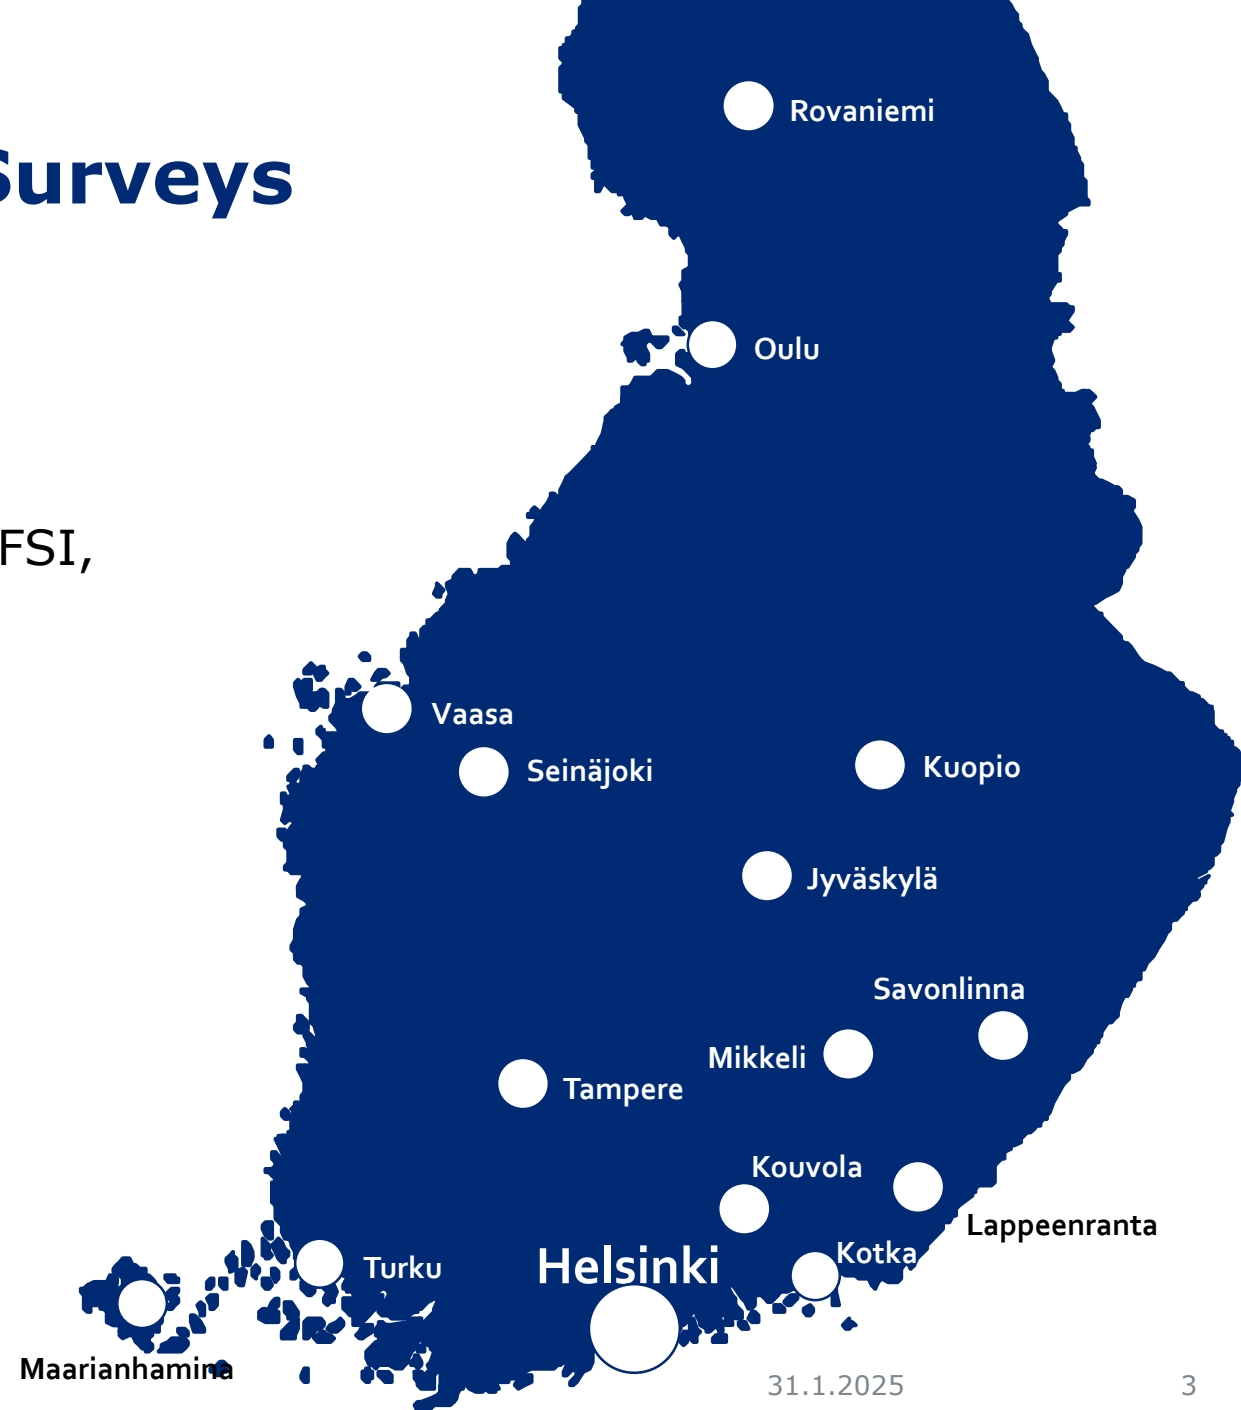 Rovaniemi
Surveys
Oulu
FSI,
Vaasa
Seinäjoki
Kuopio
Jyväskylä
Savonlinna
Mikkeli
Tampere
Kouvola
Lappeenranta
Kotka
Helsinki
Turku
Maarianhamina
31.1.2025
3